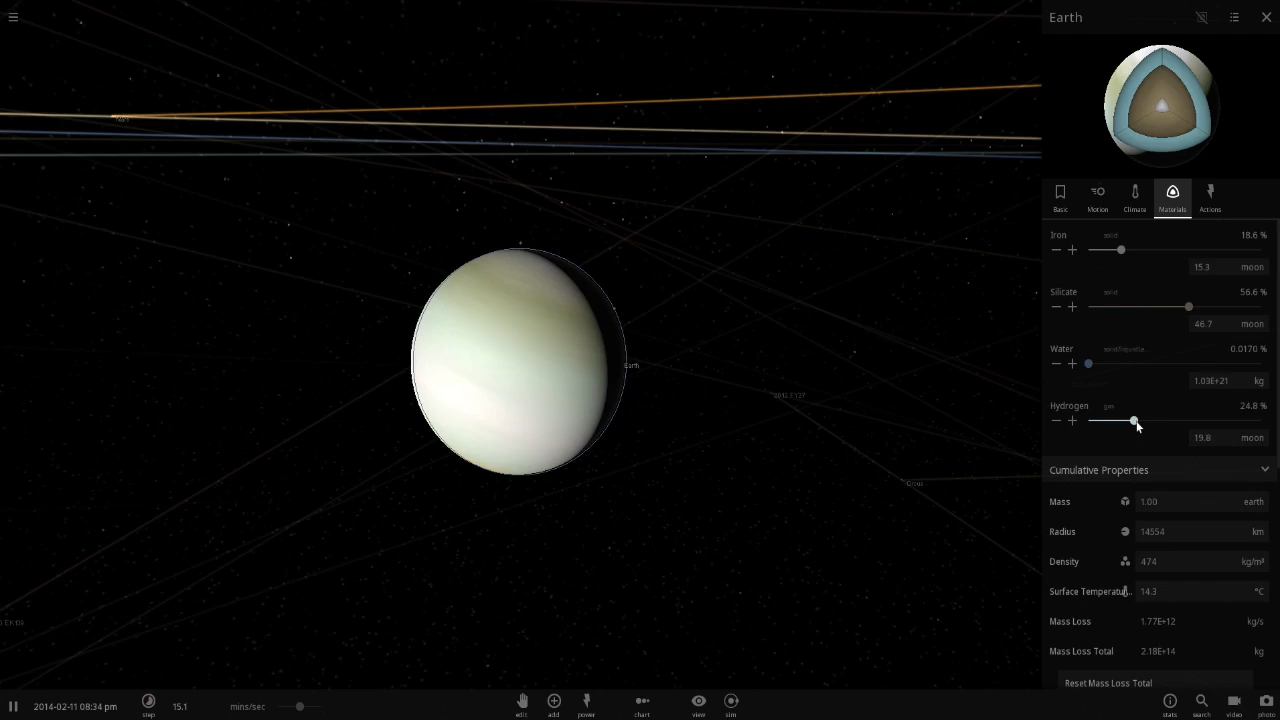 Earth
Basic
Motion
Climate
Materials
Actions
Iron solid 18.6 %
15.3 moon
Silicate solid 56.6 %
46.7 moon
Water 0.0170 %
1.03E+21 kg
Hydrogen gas 24.8 %
19.8 moon
Cumulative Properties
Mass 1.00 earth
Radius 14554 km
Density 474 kg/m³
Surface Temperatu... 14.3 °C
Mass Loss 1.77E+12 kg/s
Mass Loss Total 2.18E+14 kg
Reset Mass Loss Total
Earth
2012 FY27
2014-02-11 08:34 pm
step
15.1 mins/sec
edit
add
power
chart
view
sim
stats
search
video
photo